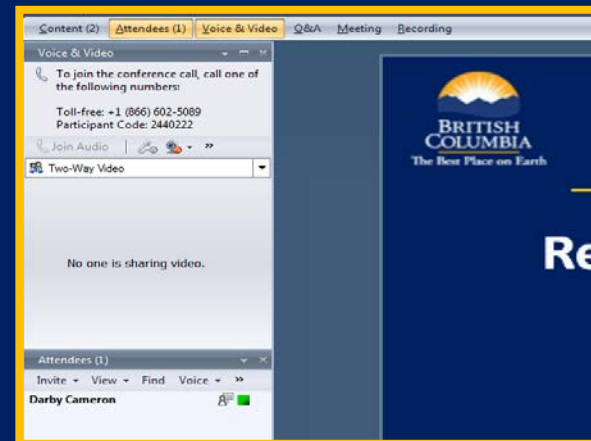 Content (2) Attendees (1) Voice & Video Q&A Meeting Recording
Voice & Video
To join the conference call, call one of
the following numbers:
Toll-free: +1 (866) 602-5089
Participant Code: 2440222
Join Audio
Two-Way Video
No one is sharing video.
Attendees (1)
Invite View Find Voice »
Darby Cameron
BRITISH
COLUMBIA
The Best Place on Earth
Re